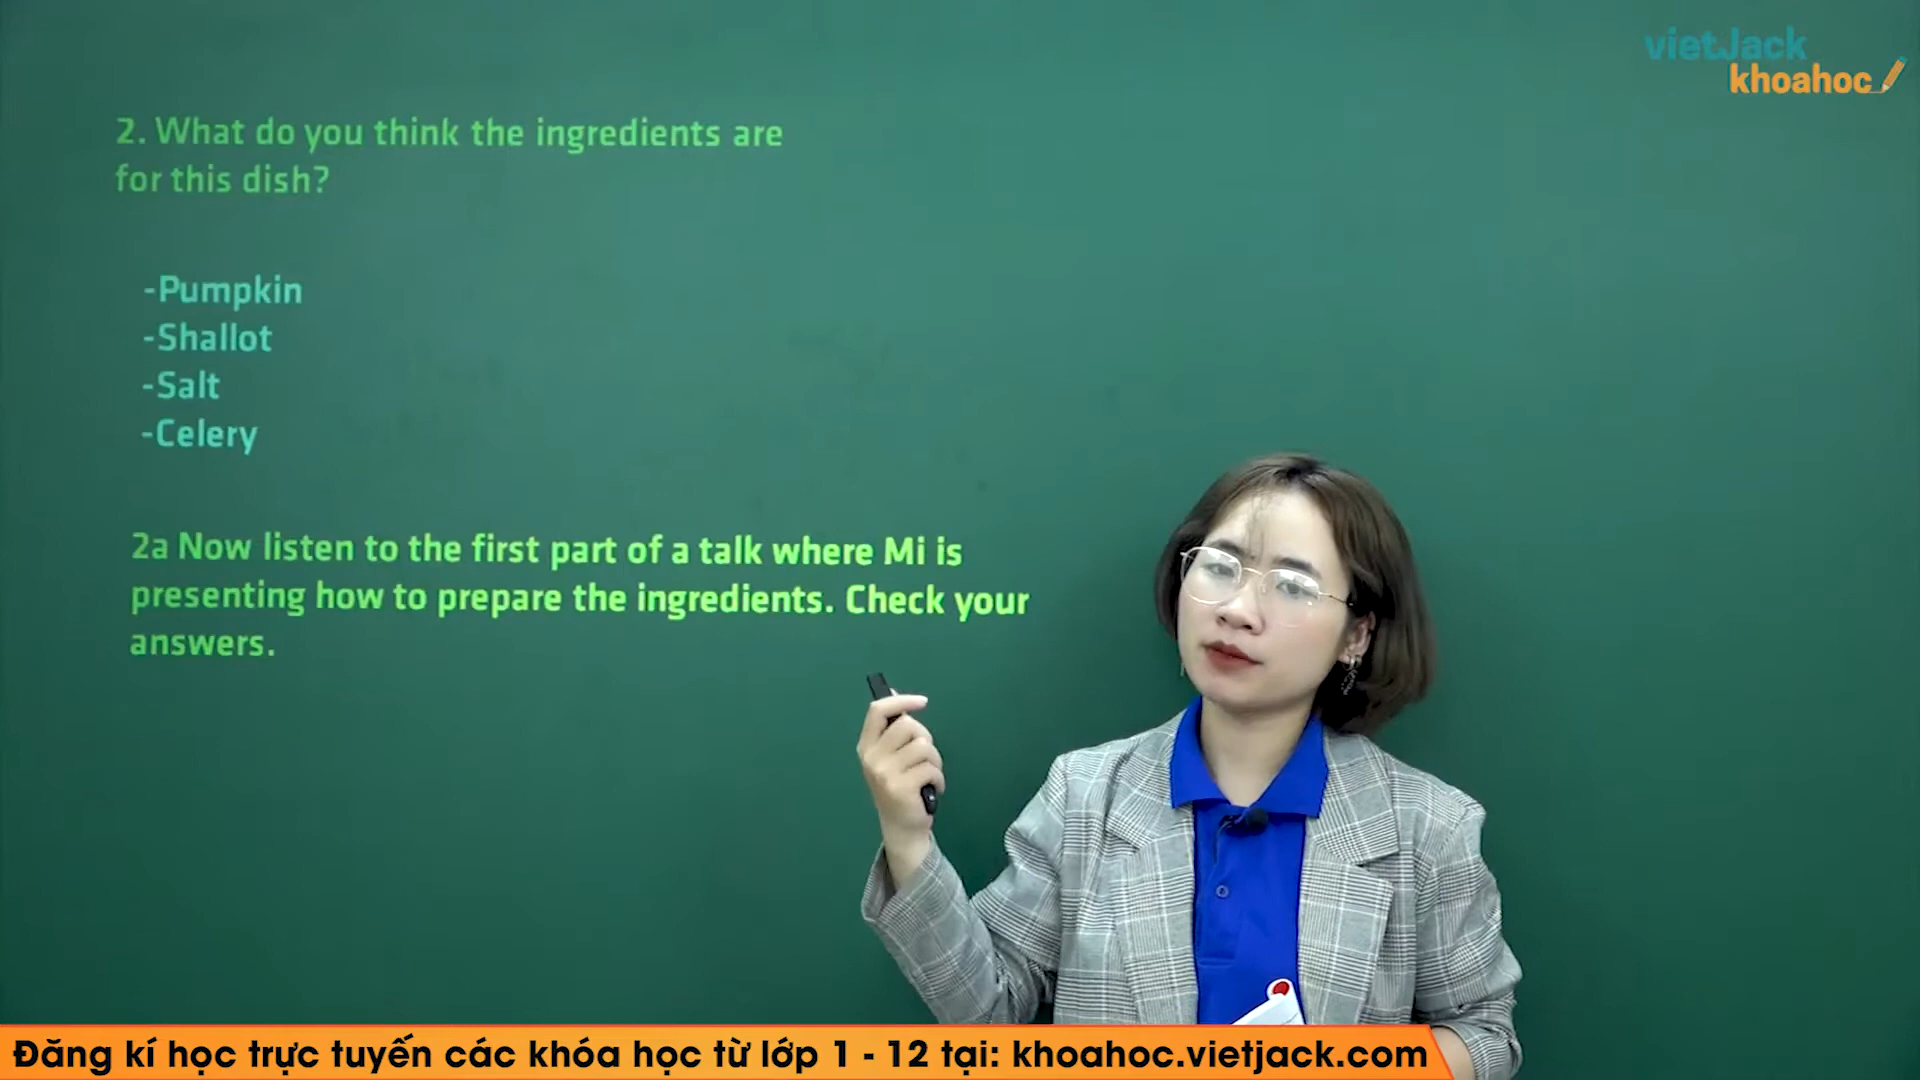 vietJack
khoahoc
2. What do you think the ingredients are
for this dish?
-Pumpkin
-Shallot
-Salt
-Celery
2a Now listen to the first part of a talk where Mi is
presenting how to prepare the ingredients. Check your
answers.
Đăng kí học trực tuyến các khóa học từ lớp 1 - 12 tại: khoahoc.vietjack.com